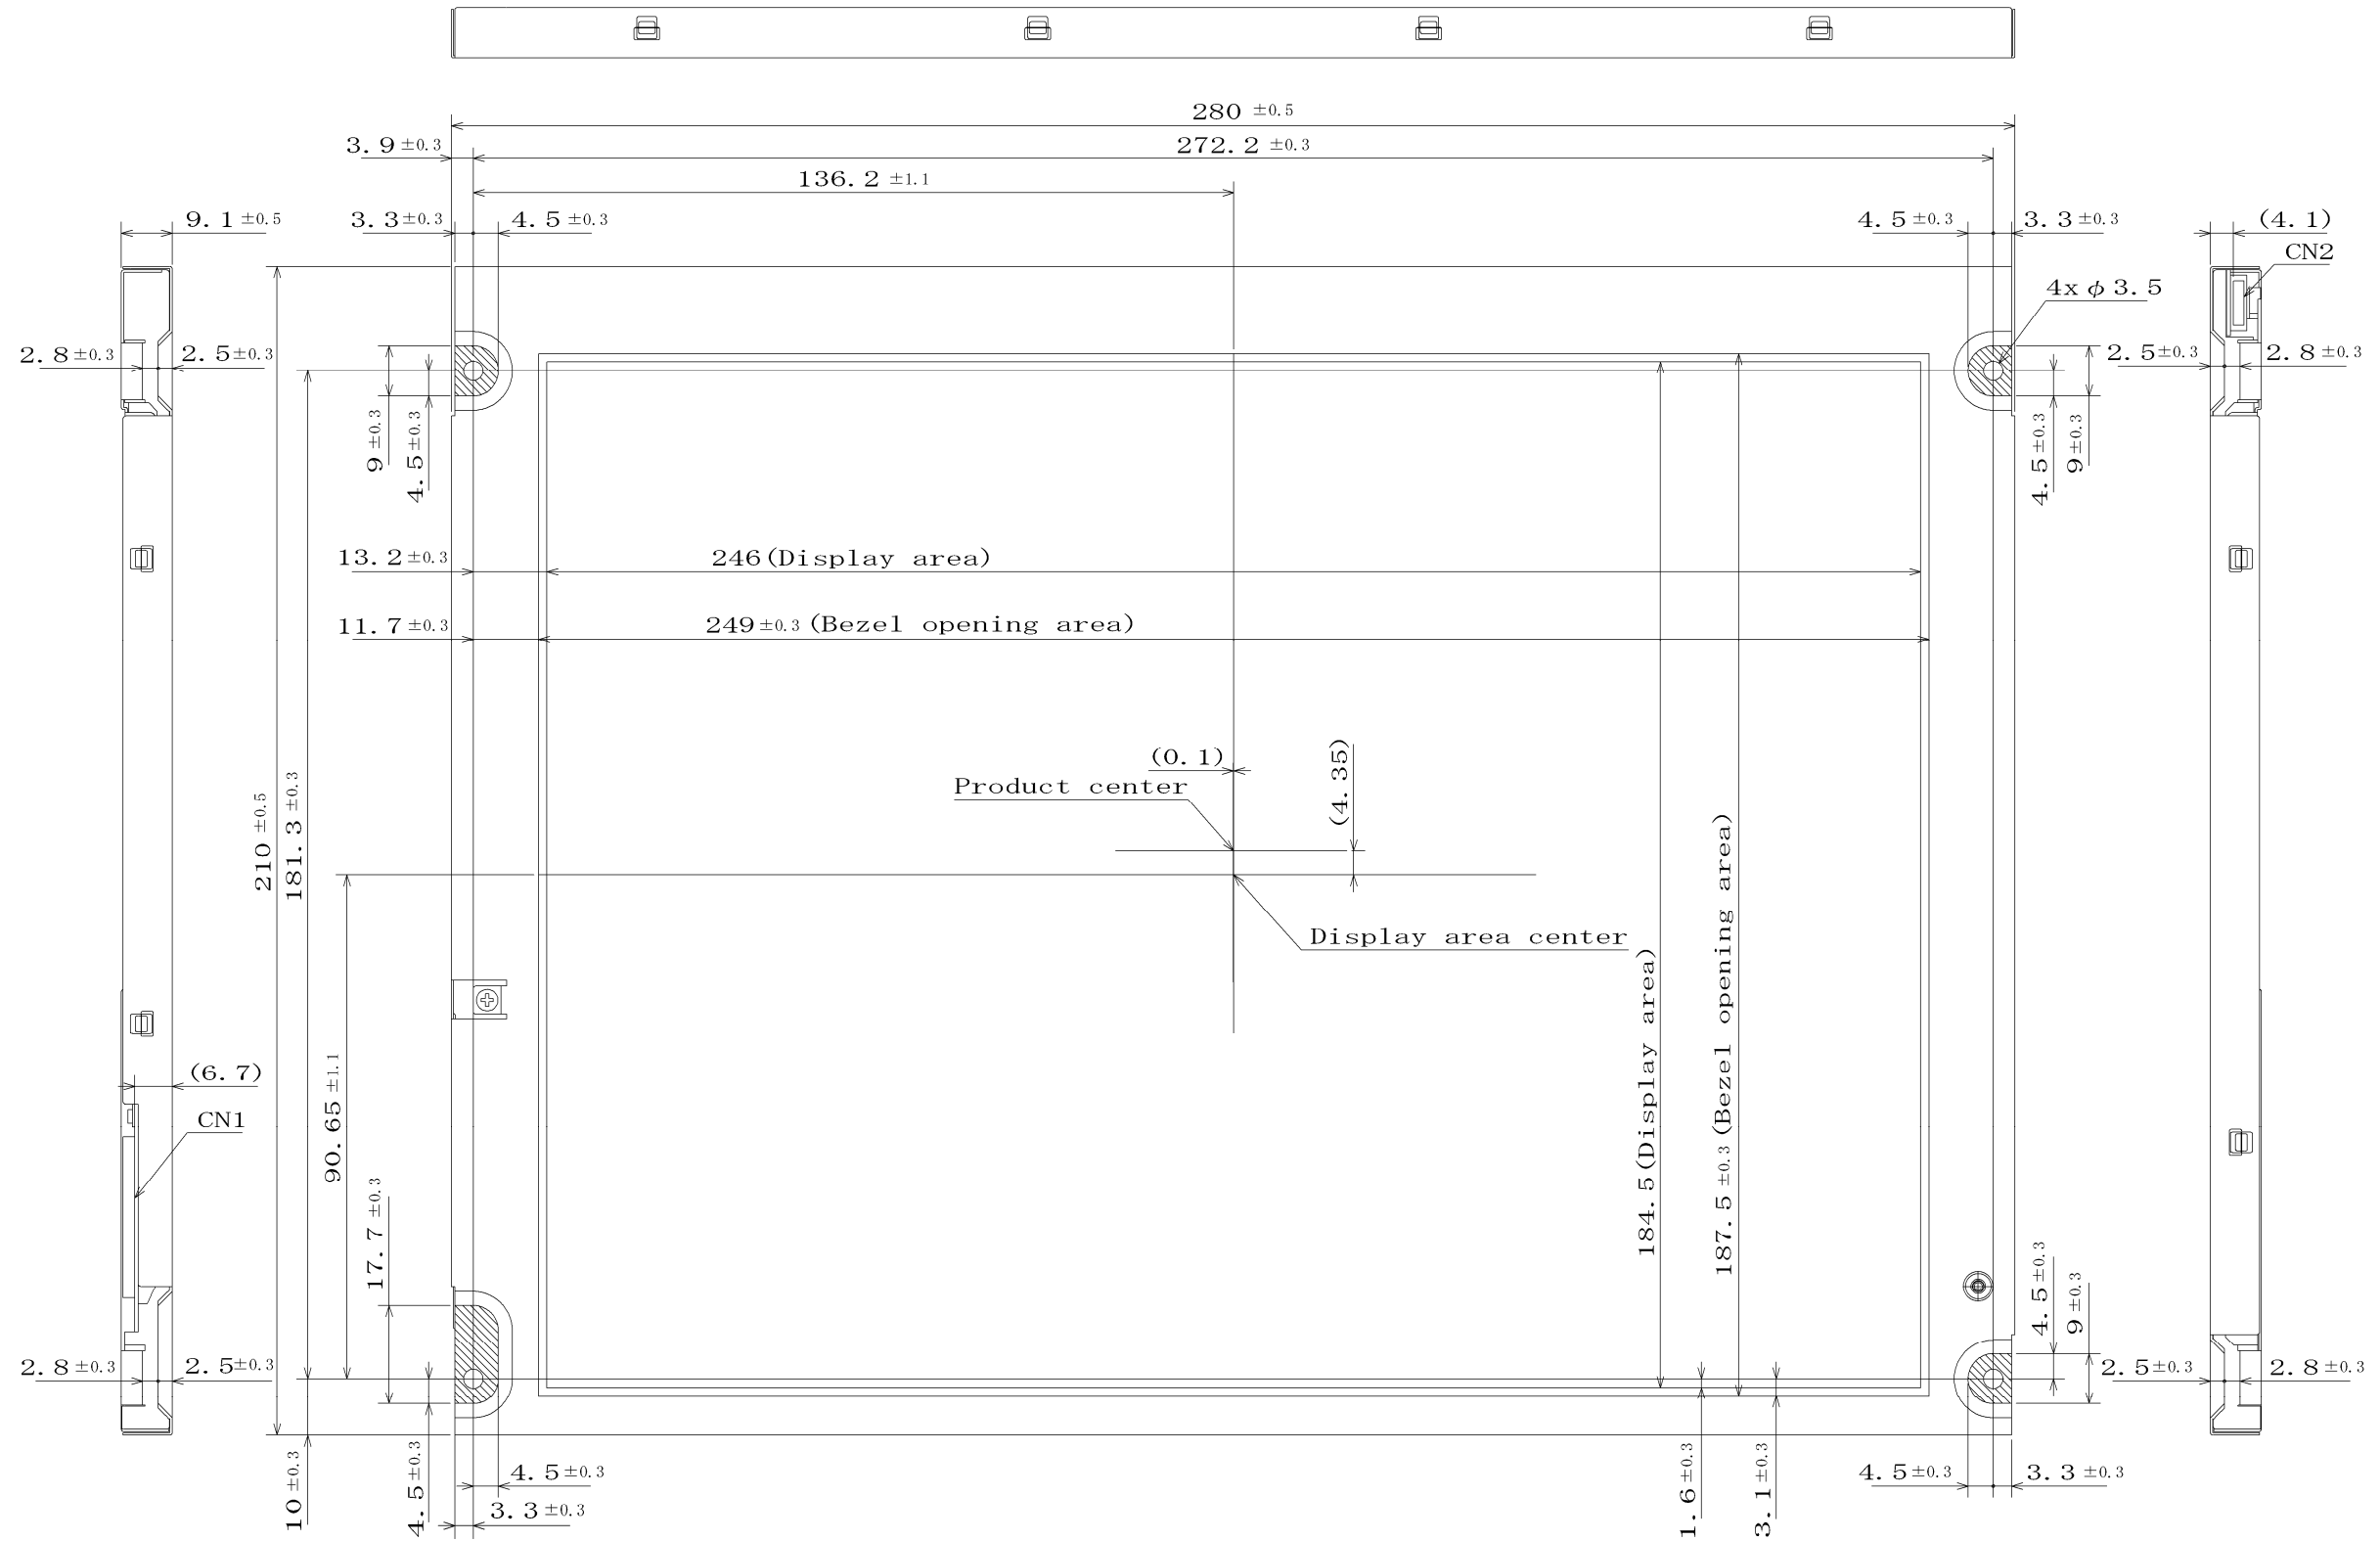 280 ±0.5
3.9±0.3 272.2 ±0.3
136.2 ±1.1
9.1±0.5 3.3±0.3 4.5±0.3 4.5±0.3 3.3±0.3 (4.1)
CN2
4xφ3.5
2.8±0.3 2.5±0.3 2.5±0.3 2.8±0.3
9±0.3 4.5±0.3 4.5±0.3 9±0.3
13.2±0.3 246(Display area)
11.7±0.3 249±0.3(Bezel opening area)
(0.1) (4.35)
Product center
210±0.5 181.3±0.3
Display area center
184.5(Display area) 187.5±0.3(Bezel opening area)
(6.7)
CN1
90.65±1.1
17.7±0.3
4.5±0.3 9±0.3
2.8±0.3 2.5±0.3 2.5±0.3 2.8±0.3
10±0.3 4.5±0.3 1.6±0.3 3.1±0.3
4.5±0.3 4.5±0.3 3.3±0.3
3.3±0.3